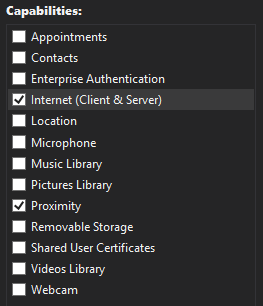 Capabilities:
Appointments
Contacts
Enterprise Authentication
Internet (Client & Server)
Location
Microphone
Music Library
Pictures Library
Proximity
Removable Storage
Shared User Certificates
Videos Library
Webcam